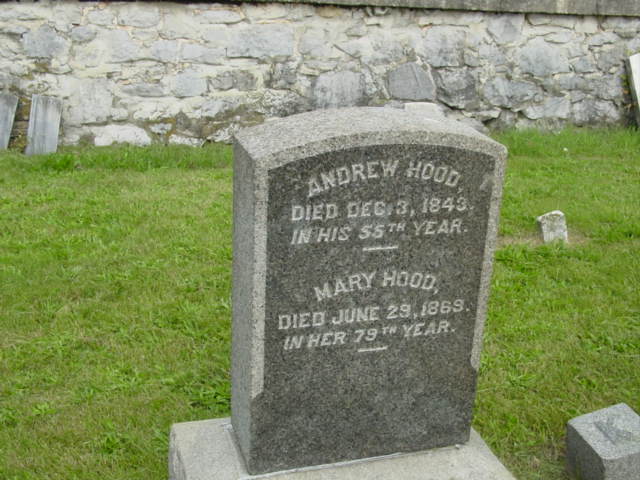 ANDREW HOOD,
DIED DEC. 3, 1843.
IN HIS 55TH YEAR.
MARY HOOD,
DIED JUNE 29, 1869.
IN HER 79TH YEAR.
K